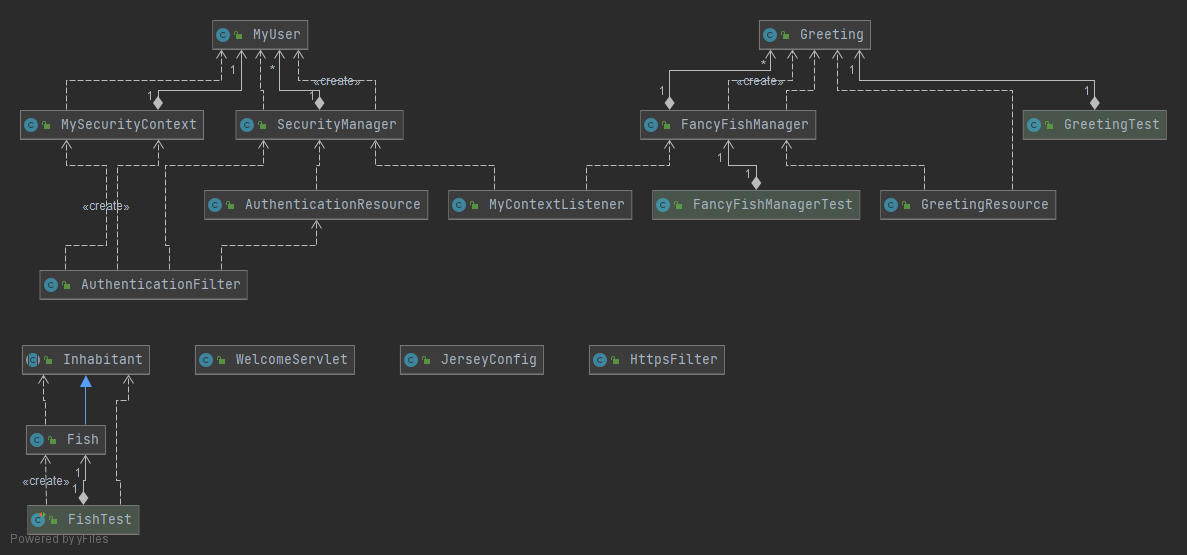 MyUser
Greeting
1
*
«create»
*
«create»
1
1
1
1
1
MySecurityContext
SecurityManager
FancyFishManager
GreetingTest
1
1
«create»
AuthenticationResource
MyContextListener
FancyFishManagerTest
GreetingResource
AuthenticationFilter
Inhabitant
WelcomeServlet
JerseyConfig
HttpsFilter
Fish
1
«create»
1
FishTest
Powered by yFiles